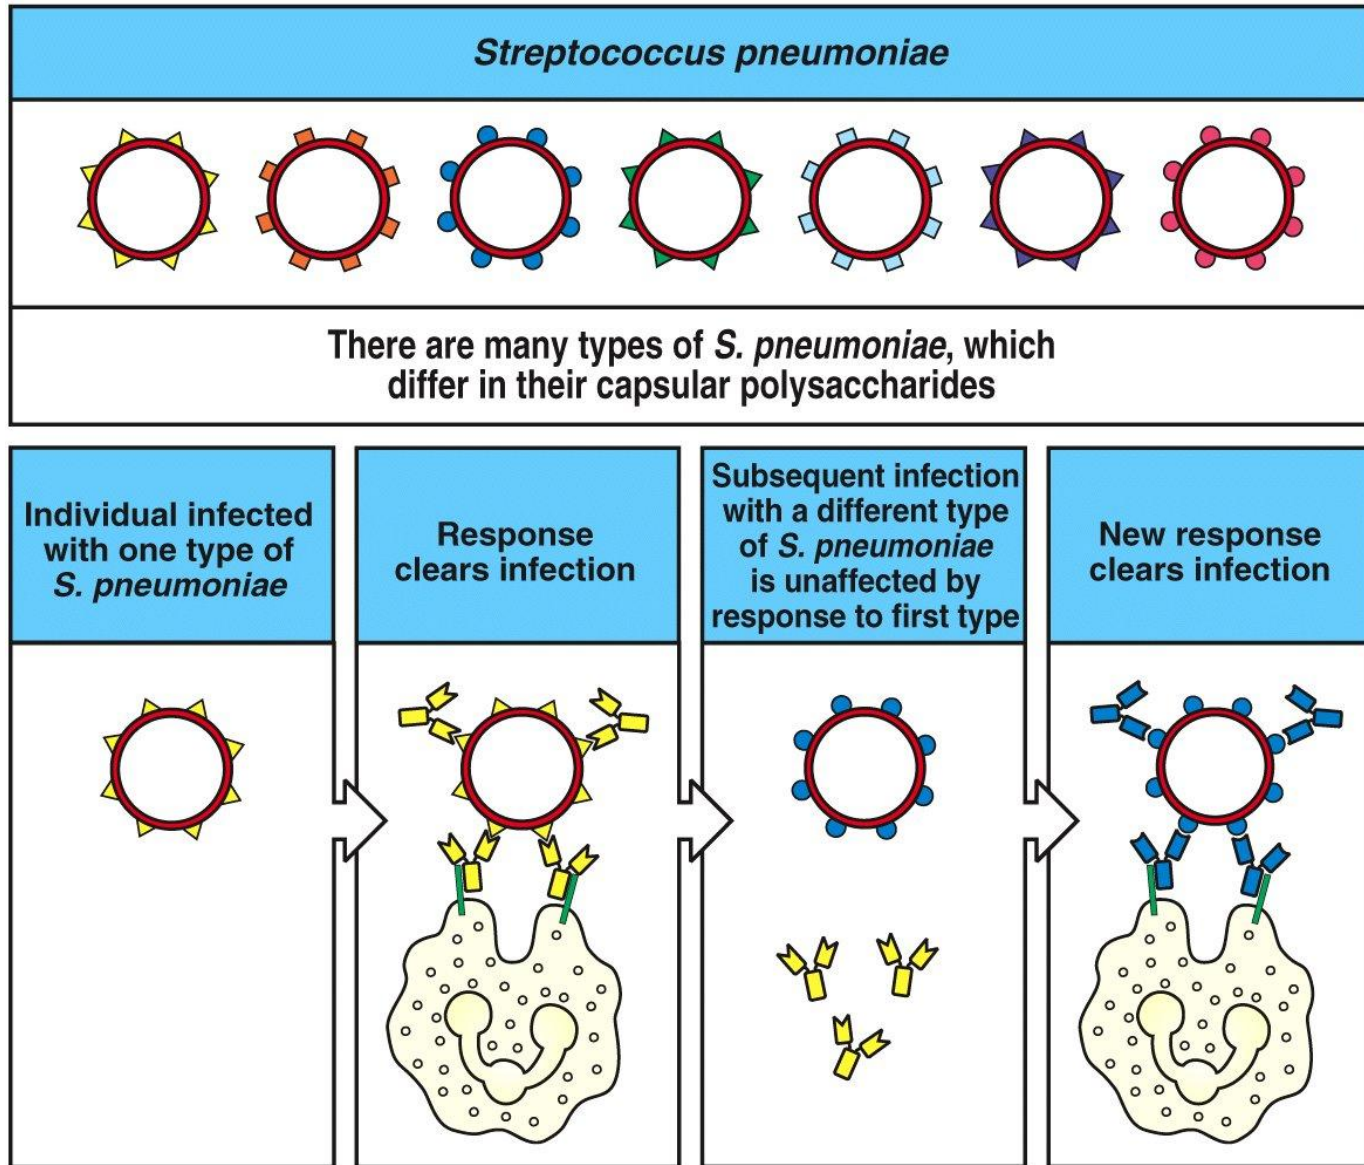 Streptococcus pneumoniae
There are many types of S. pneumoniae, which
differ in their capsular polysaccharides
Individual infected
with one type of
S. pneumoniae
Response
clears infection
Subsequent infection
with a different type
of S. pneumoniae
is unaffected by
response to first type
New response
clears infection